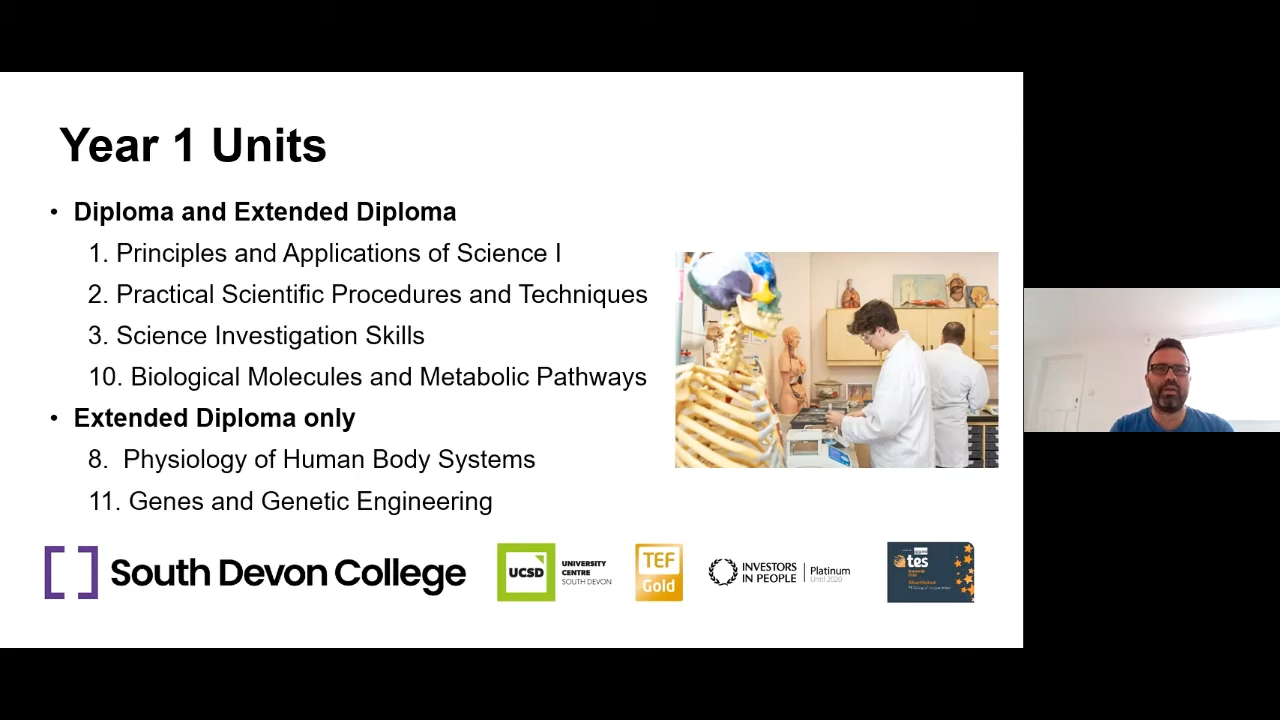 Year 1 Units
• Diploma and Extended Diploma
1. Principles and Applications of Science I
2. Practical Scientific Procedures and Techniques
3. Science Investigation Skills
10. Biological Molecules and Metabolic Pathways
• Extended Diploma only
8. Physiology of Human Body Systems
11. Genes and Genetic Engineering
[ ] South Devon College
UCSD
UNIVERSITY
CENTRE
SOUTH DEVON
TEF
Gold
INVESTORS
IN PEOPLE
Platinum
Until 2020
tes
Shortlisted